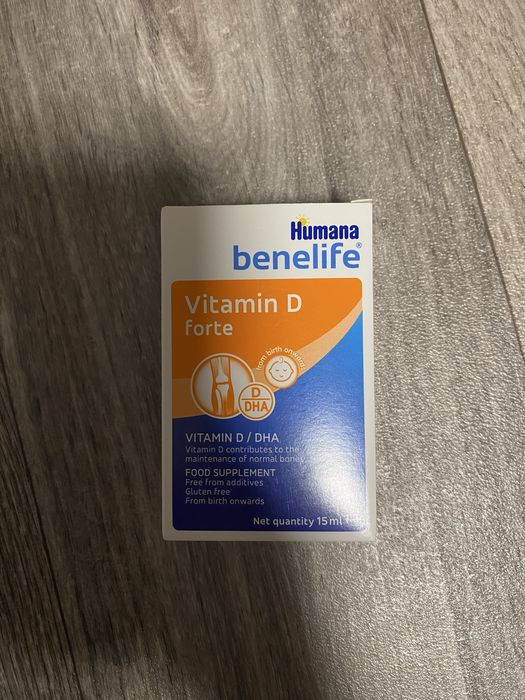 Humana
benelife®
Vitamin D
forte
from birth onwards
D
DHA
VITAMIN D / DHA
Vitamin D contributes to the
maintenance of normal bones
FOOD SUPPLEMENT
Free from additives
Gluten free
From birth onwards
Net quantity 15 ml